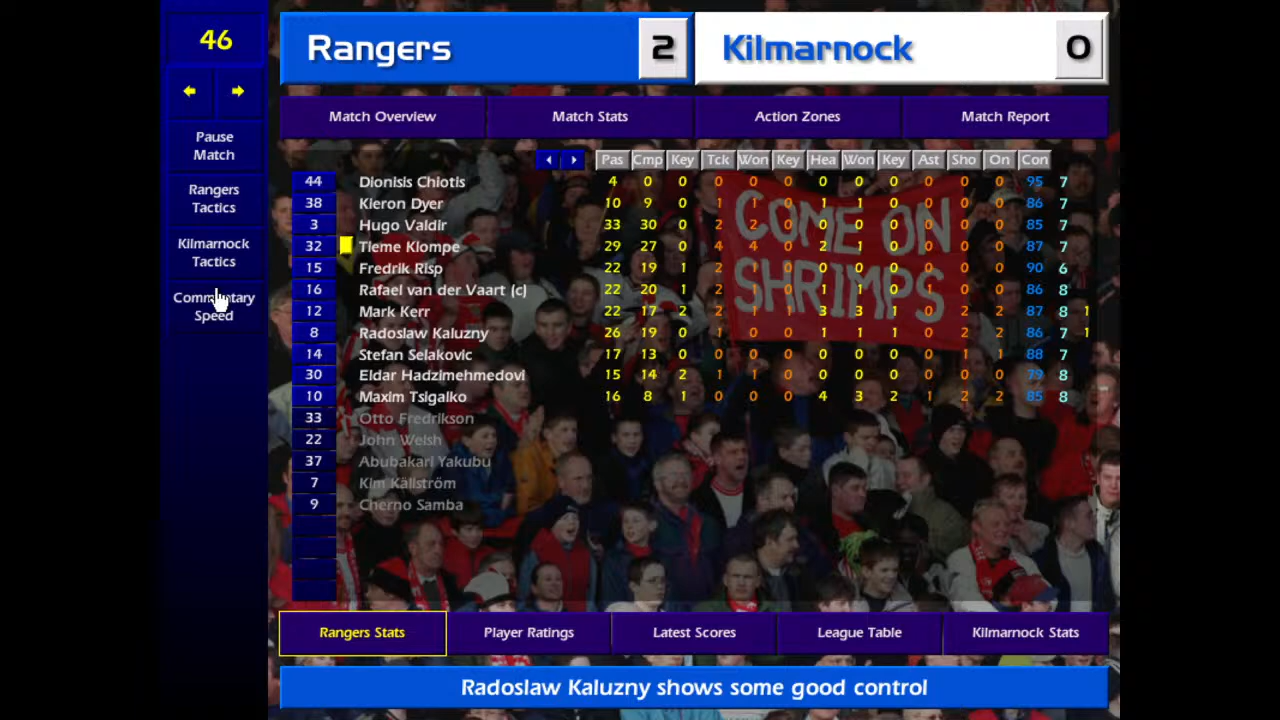 46
Rangers 2 Kilmarnock 0
Match Overview Match Stats Action Zones Match Report
Pause
Match
Rangers
Tactics
Kilmarnock
Tactics
Commentary
Speed
Pas Cmp Key Tck Won Key Hea Won Key Ast Sho On Con
44 Dionisis Chiotis 4 0 0 0 0 0 0 0 0 0 0 0 95 7
38 Kieron Dyer 10 9 0 1 1 0 1 1 0 0 0 0 86 7
3 Hugo Valdir 33 30 0 2 2 0 0 0 0 0 0 0 85 7
32 Tieme Klompe 29 27 0 4 4 0 2 1 0 0 0 0 87 7
15 Fredrik Risp 22 19 1 2 1 0 0 0 0 0 0 0 90 6
16 Rafael van der Vaart (c) 22 20 1 2 1 0 1 1 0 0 0 0 86 8
12 Mark Kerr 22 17 2 2 1 1 3 3 1 0 2 2 87 8 1
8 Radoslaw Kaluzny 26 19 0 1 1 0 1 1 1 0 2 2 86 7 1
14 Stefan Selakovic 17 13 0 0 0 0 0 0 0 0 1 1 88 7
30 Eldar Hadzimehmedovi 15 14 2 1 1 0 0 0 0 0 0 0 79 8
10 Maxim Tsigalko 16 8 1 0 0 0 4 3 2 1 2 2 85 8
33 Otto Fredrikson
22 John Welsh
37 Abubakari Yakubu
7 Kim Källström
9 Cherno Samba
COME ON
SHRIMPS
Rangers Stats Player Ratings Latest Scores League Table Kilmarnock Stats
Radoslaw Kaluzny shows some good control